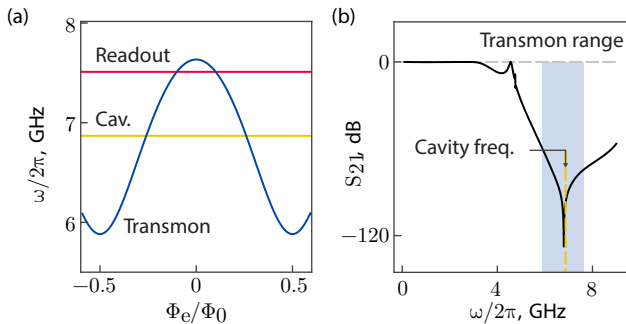 (a)
8
7
6
ω/2π, GHz
Readout
Cav.
Transmon
−0.5
0
0.5
Φe/Φ0
(b)
Transmon range
0
−120
S21, dB
Cavity freq.
0
4
8
ω/2π, GHz